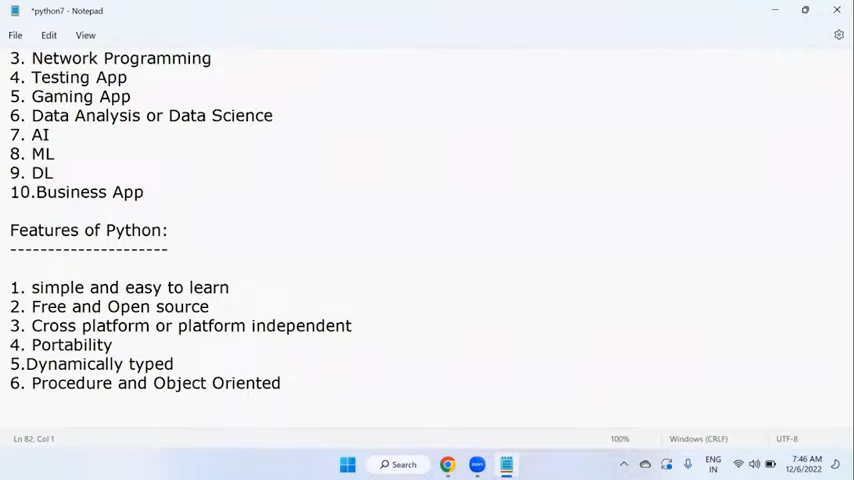 *python7 - Notepad
File Edit View
3. Network Programming
4. Testing App
5. Gaming App
6. Data Analysis or Data Science
7. AI
8. ML
9. DL
10.Business App
Features of Python:
---------------------
1. simple and easy to learn
2. Free and Open source
3. Cross platform or platform independent
4. Portability
5.Dynamically typed
6. Procedure and Object Oriented
Ln 82, Col 1 100% Windows (CRLF) UTF-8
Search zoom ENG IN 7:46 AM 12/6/2022